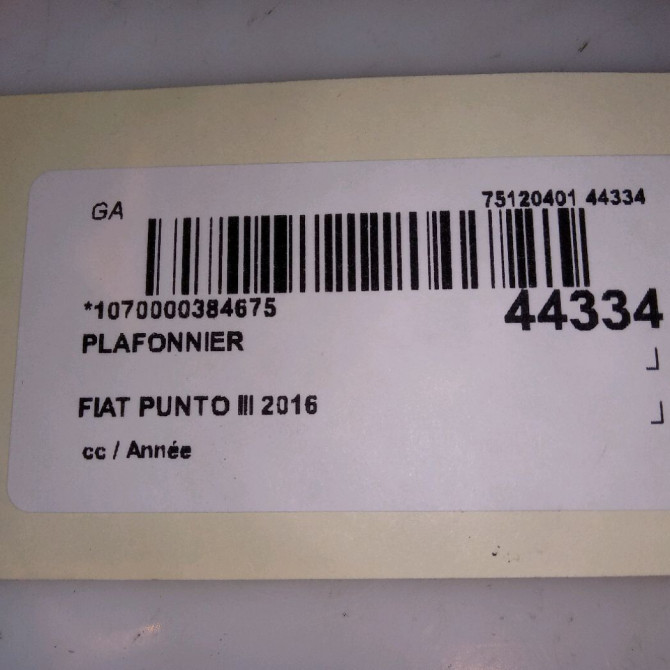 GA
75120401 44334
*1070000384675
44334
PLAFONNIER
FIAT PUNTO III 2016
cc / Année